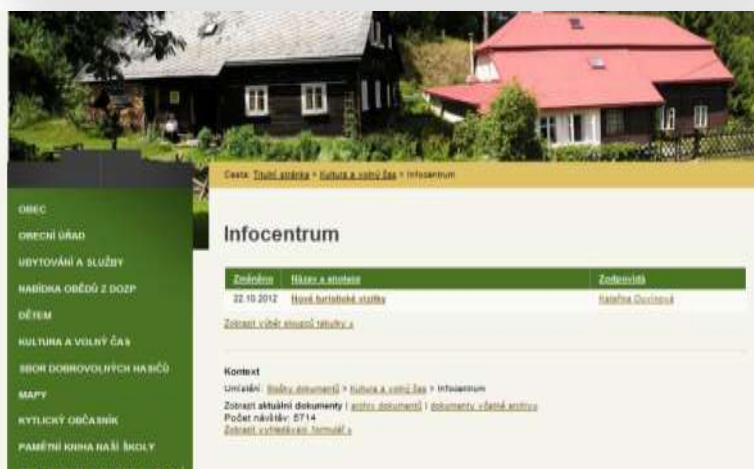 Cesta: Titulní stránka > Kultura a volný čas > Infocentrum
OBEC
OBECNÍ ÚŘAD
UBYTOVÁNÍ A SLUŽBY
NABÍDKA OBĚDŮ Z DOZP
DĚTEM
KULTURA A VOLNÝ ČAS
SBOR DOBROVOLNÝCH HASIČŮ
MAPY
KYTLICKÝ OBČASNÍK
PAMĚTNÍ KNIHA NAŠÍ ŠKOLY
Infocentrum
Změněno Název a anotace Zodpovídá
22.10.2012 Nové turistické vizitky Kateřina
Zobrazit výběr sloupců tabulky »
Kontext
Umístění: Složky dokumentů > Kultura a volný čas > Infocentrum
Zobrazit aktuální dokumenty | archiv dokumentů | dokumenty včetně archivu
Počet návštěv: 5714
Zobrazit vyhledávací formulář »